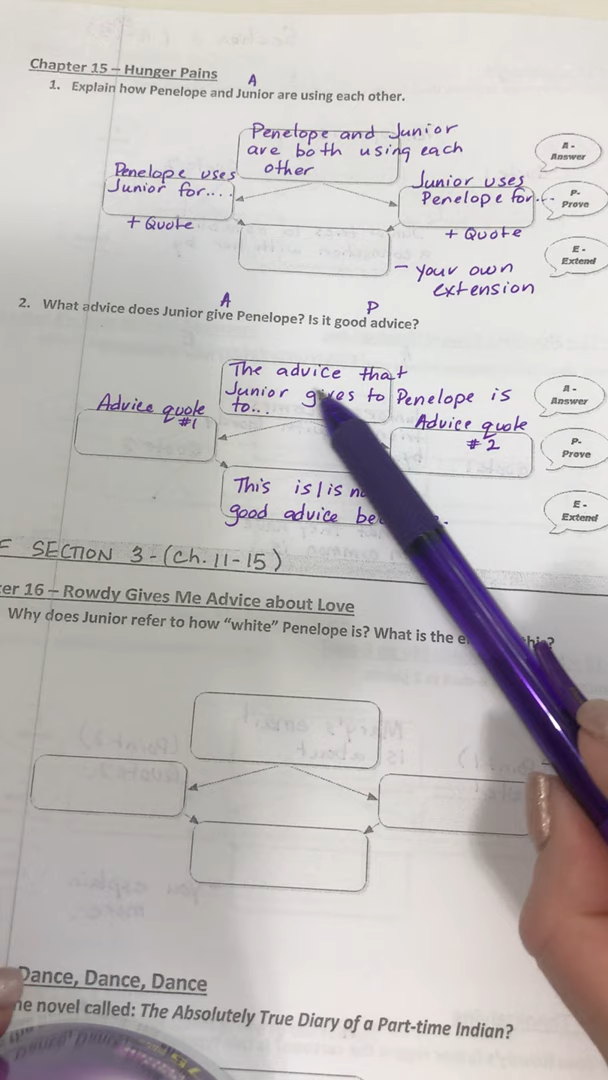 Chapter 15 – Hunger Pains
A
1. Explain how Penelope and Junior are using each other.
Penelope and Junior
are both using each
other
A-
Answer
Penelope uses
Junior for....
+ Quote
Junior uses
Penelope for...
+ Quote
P-
Prove
E -
Extend
- your own
extension
A P
2. What advice does Junior give Penelope? Is it good advice?
The advice that
Junior gives to Penelope is
to...
A-
Answer
Advice quote
#1
Advice quote
#2
P-
Prove
This is/is
good advice
E -
Extend
SECTION 3-(Ch. 11-15)
16 – Rowdy Gives Me Advice about Love
Why does Junior refer to how "white" Penelope is? What is the
Dance, Dance, Dance
novel called: The Absolutely True Diary of a Part-time Indian?